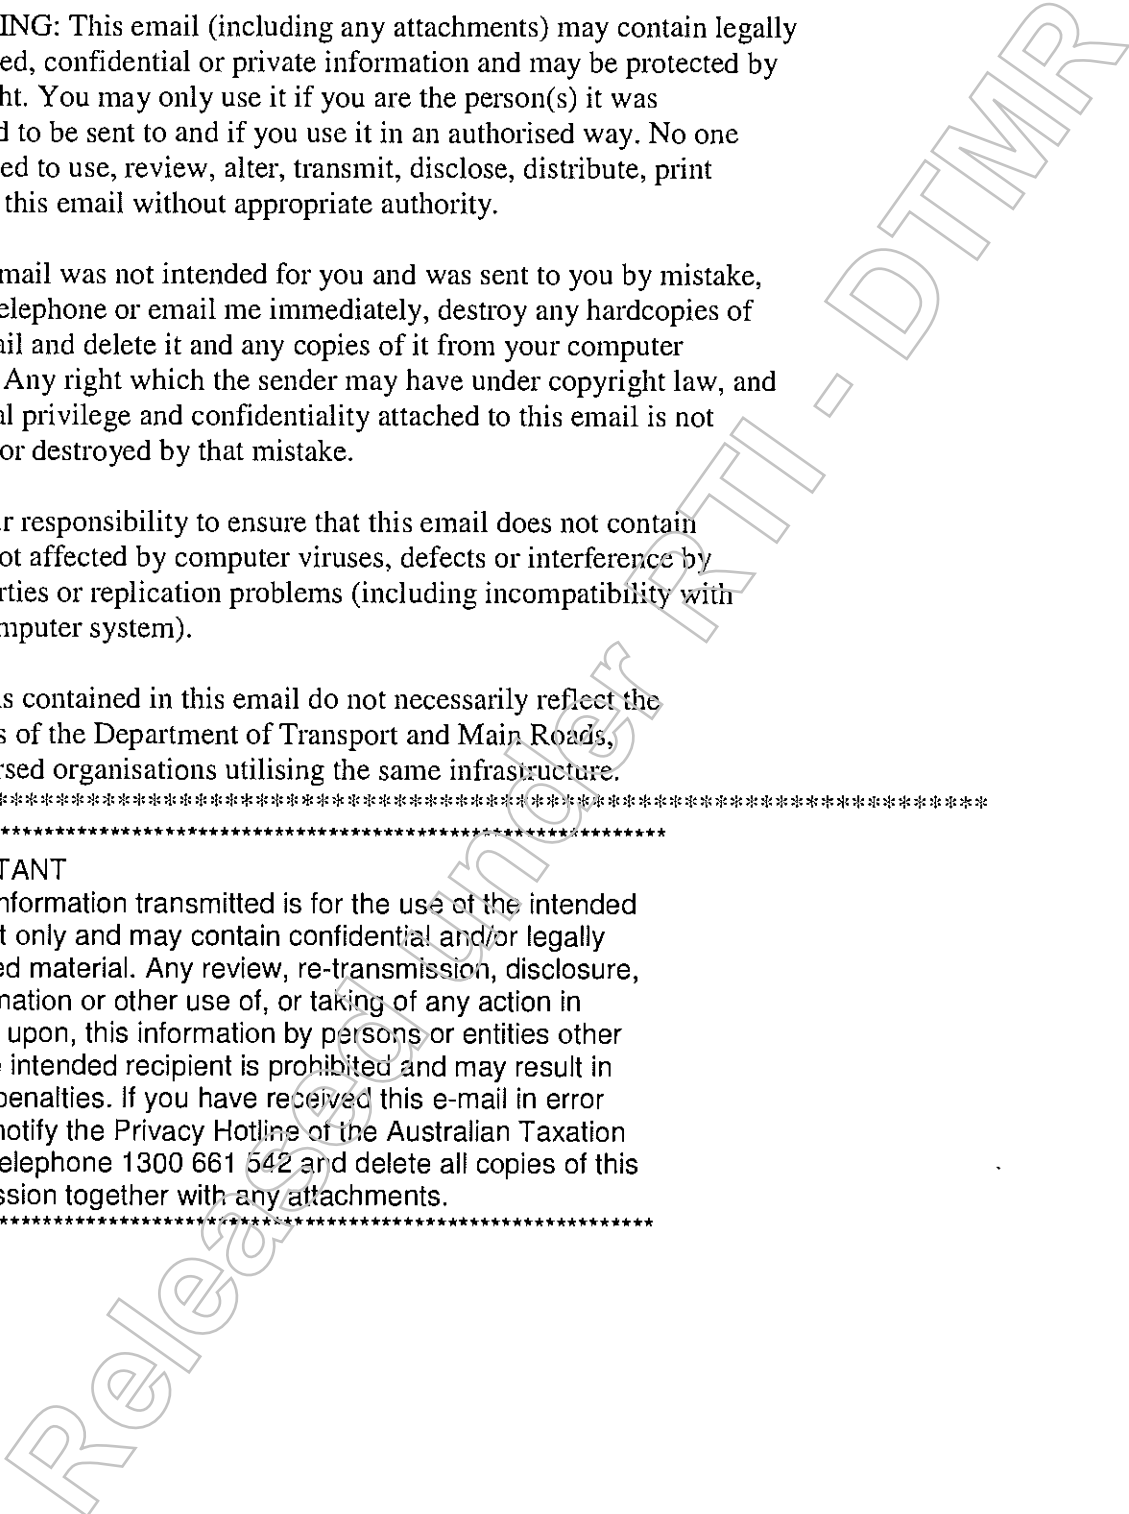 ING: This email (including any attachments) may contain legally
ed, confidential or private information and may be protected by
ht. You may only use it if you are the person(s) it was
d to be sent to and if you use it in an authorised way. No one
ed to use, review, alter, transmit, disclose, distribute, print
this email without appropriate authority.
mail was not intended for you and was sent to you by mistake,
elephone or email me immediately, destroy any hardcopies of
ail and delete it and any copies of it from your computer
Any right which the sender may have under copyright law, and
al privilege and confidentiality attached to this email is not
or destroyed by that mistake.
r responsibility to ensure that this email does not contain
ot affected by computer viruses, defects or interference by
rties or replication problems (including incompatibility with
mputer system).
s contained in this email do not necessarily reflect the
s of the Department of Transport and Main Roads,
rsed organisations utilising the same infrastructure.
*****************************************************************
*************************************************************
TANT
nformation transmitted is for the use of the intended
t only and may contain confidential and/or legally
ed material. Any review, re-transmission, disclosure,
nation or other use of, or taking of any action in
upon, this information by persons or entities other
e intended recipient is prohibited and may result in
penalties. If you have received this e-mail in error
notify the Privacy Hotline of the Australian Taxation
elephone 1300 661 542 and delete all copies of this
ssion together with any attachments.
************************************************************
Released under RTI - DTMR